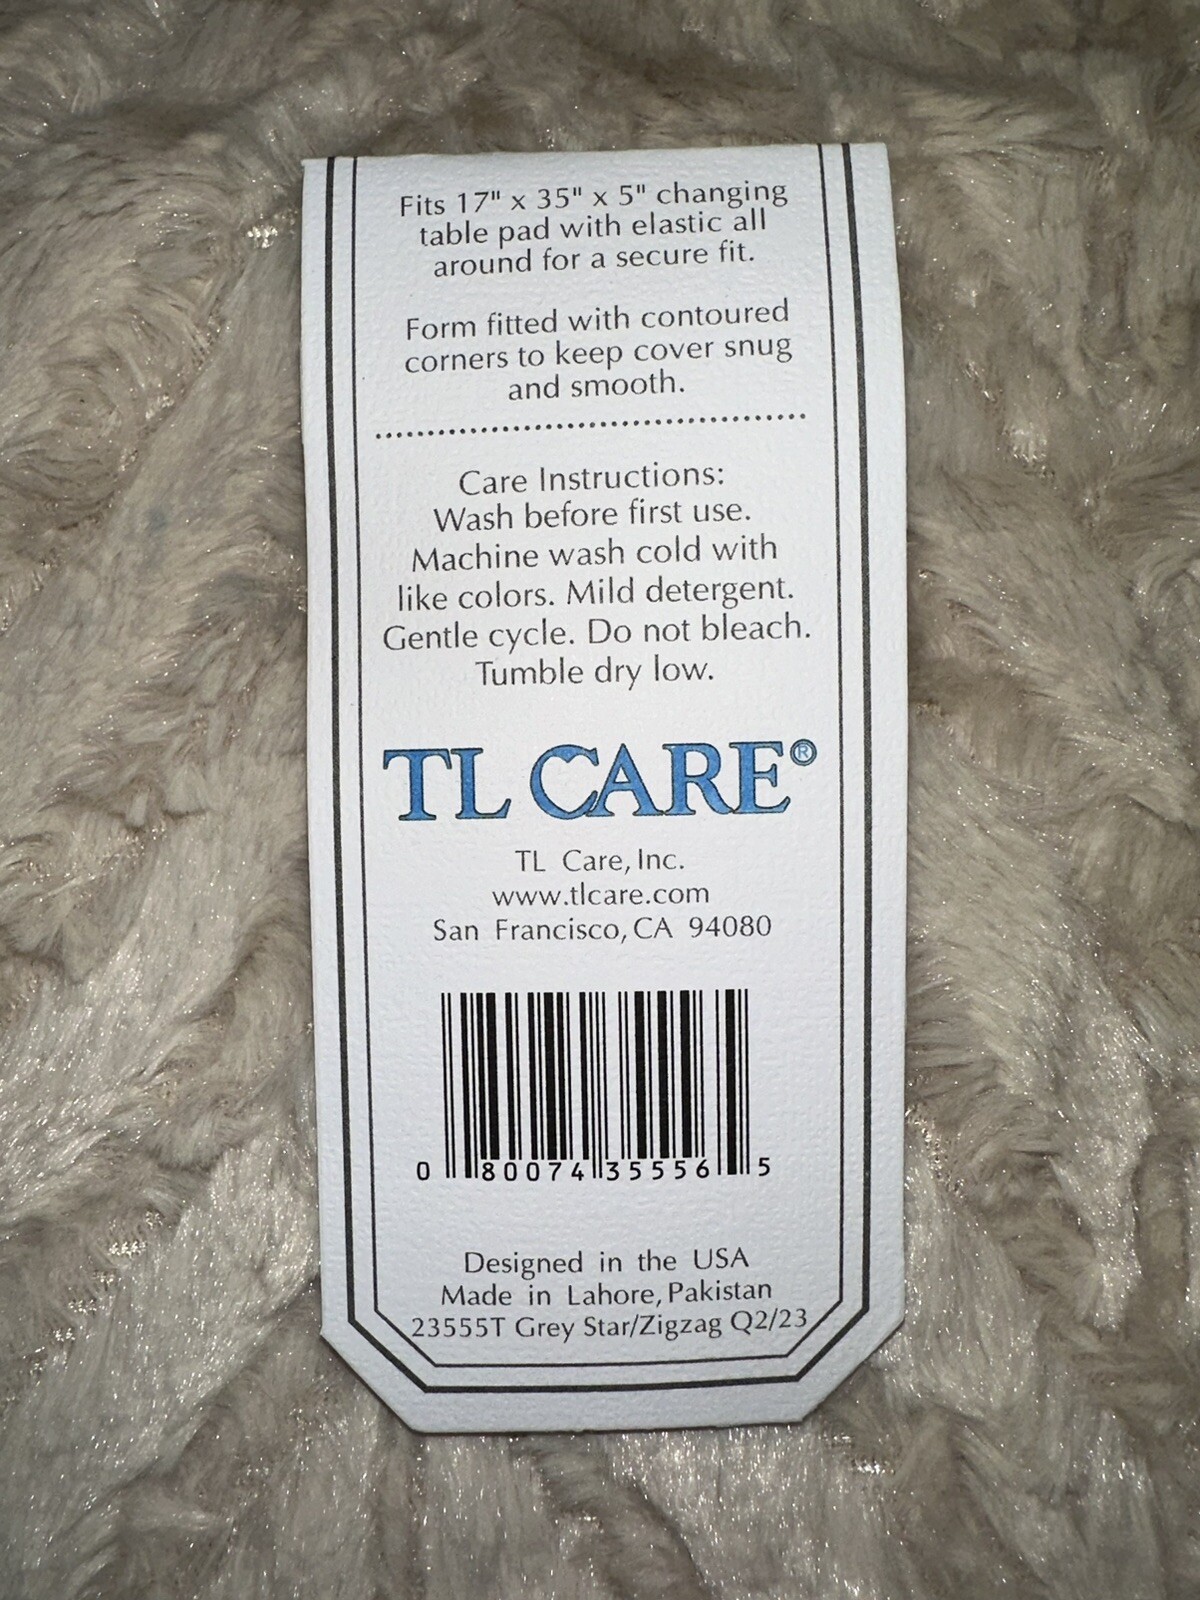 Fits 17" x 35" x 5" changing
table pad with elastic all
around for a secure fit.
Form fitted with contoured
corners to keep cover snug
and smooth.
Care Instructions:
Wash before first use.
Machine wash cold with
like colors. Mild detergent.
Gentle cycle. Do not bleach.
Tumble dry low.
TL CARE®
TL Care, Inc.
www.tlcare.com
San Francisco, CA 94080
0 80074 35556 5
Designed in the USA
Made in Lahore, Pakistan
23555T Grey Star/Zigzag Q2/23